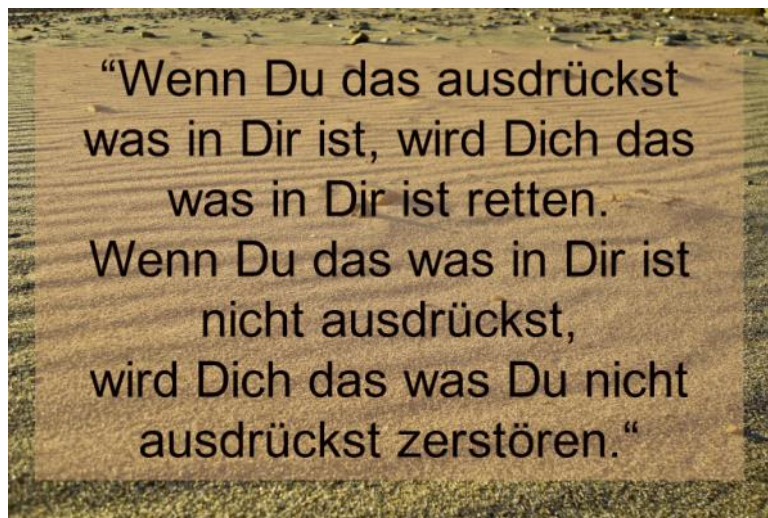 “Wenn Du das ausdrückst
was in Dir ist, wird Dich das
was in Dir ist retten.
Wenn Du das was in Dir ist
nicht ausdrückst,
wird Dich das was Du nicht
ausdrückst zerstören.“